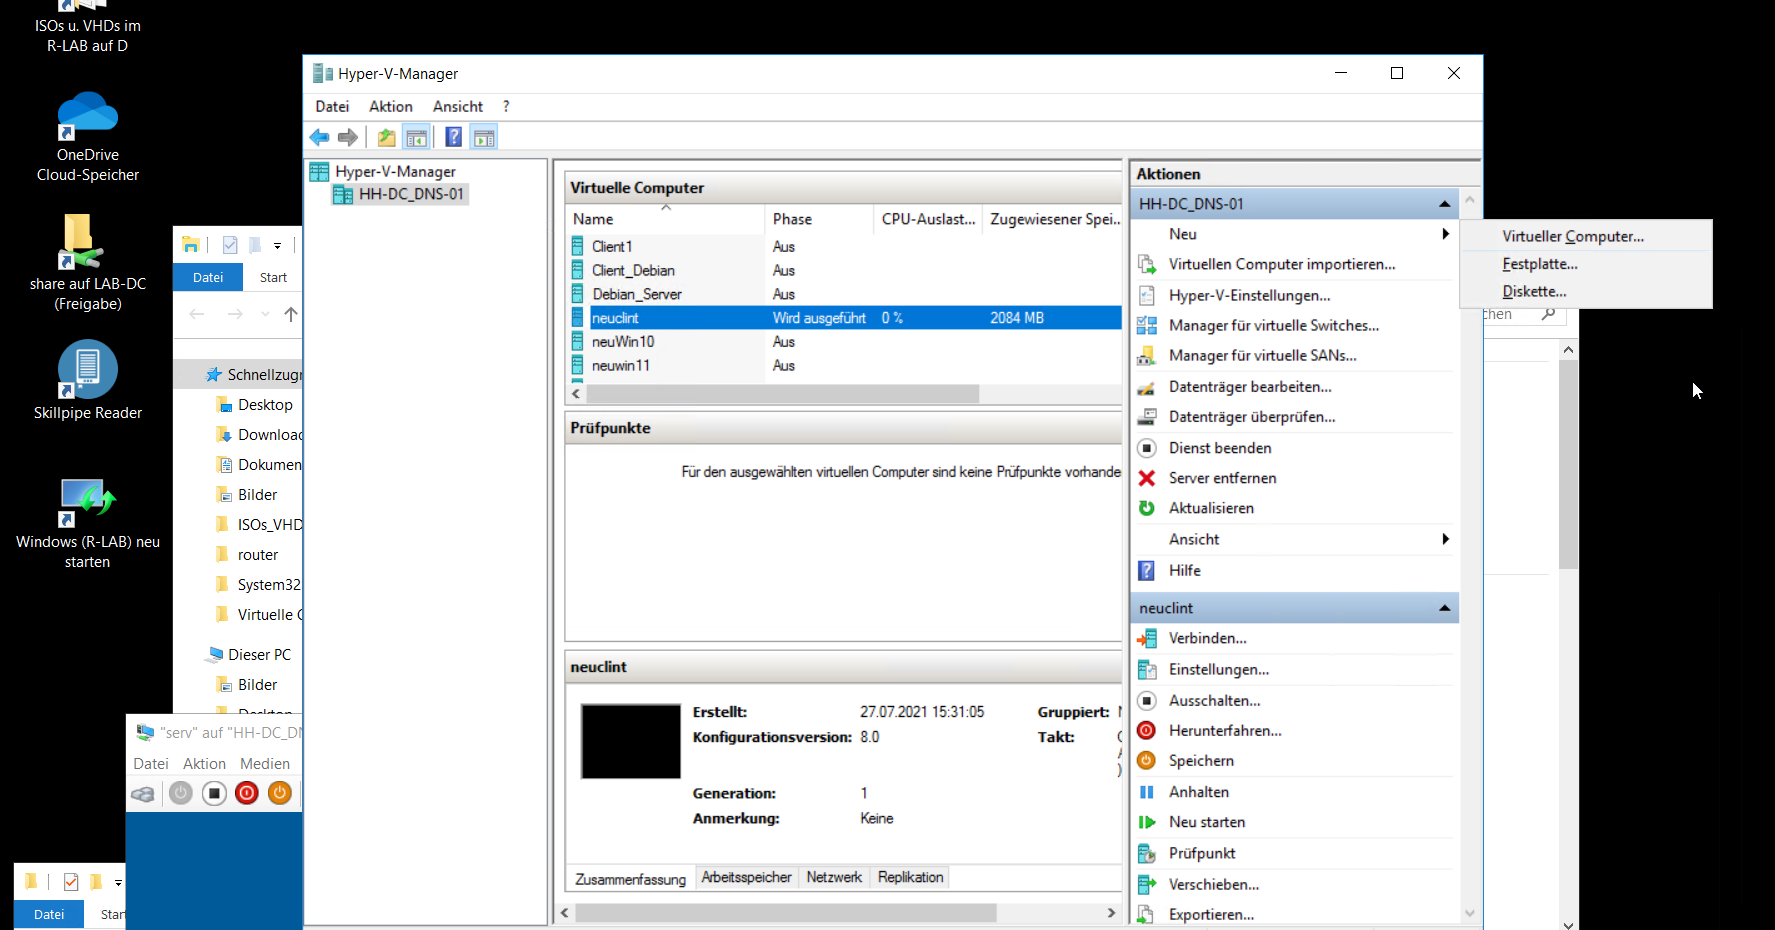 ISOs u. VHDs im
R-LAB auf D
OneDrive
Cloud-Speicher
share auf LAB-DC
(Freigabe)
Skillpipe Reader
Windows (R-LAB) neu
starten
Datei
Start
Schnellzugr
Desktop
Downloac
Dokumen
Bilder
ISOs_VHD
router
System32
Virtuelle C
Dieser PC
Bilder
Desktop
"serv" auf "HH-DC_DN
Datei Aktion Medien
Datei
Start
Hyper-V-Manager
Datei Aktion Ansicht ?
Hyper-V-Manager
HH-DC_DNS-01
Virtuelle Computer
Name Phase CPU-Auslast... Zugewiesener Spei...
Client1 Aus
Client_Debian Aus
Debian_Server Aus
neuclint Wird ausgeführt 0 % 2084 MB
neuWin10 Aus
neuwin11 Aus
Prüfpunkte
Für den ausgewählten virtuellen Computer sind keine Prüfpunkte vorhande
neuclint
Erstellt: 27.07.2021 15:31:05 Gruppiert:
Konfigurationsversion: 8.0 Takt:
Generation: 1
Anmerkung: Keine
Zusammenfassung Arbeitsspeicher Netzwerk Replikation
Aktionen
HH-DC_DNS-01
Neu
Virtuellen Computer importieren...
Hyper-V-Einstellungen...
Manager für virtuelle Switches...
Manager für virtuelle SANs...
Datenträger bearbeiten...
Datenträger überprüfen...
Dienst beenden
Server entfernen
Aktualisieren
Ansicht
Hilfe
neuclint
Verbinden...
Einstellungen...
Ausschalten...
Herunterfahren...
Speichern
Anhalten
Neu starten
Prüfpunkt
Verschieben...
Exportieren...
Virtueller Computer...
Festplatte...
Diskette...
chen